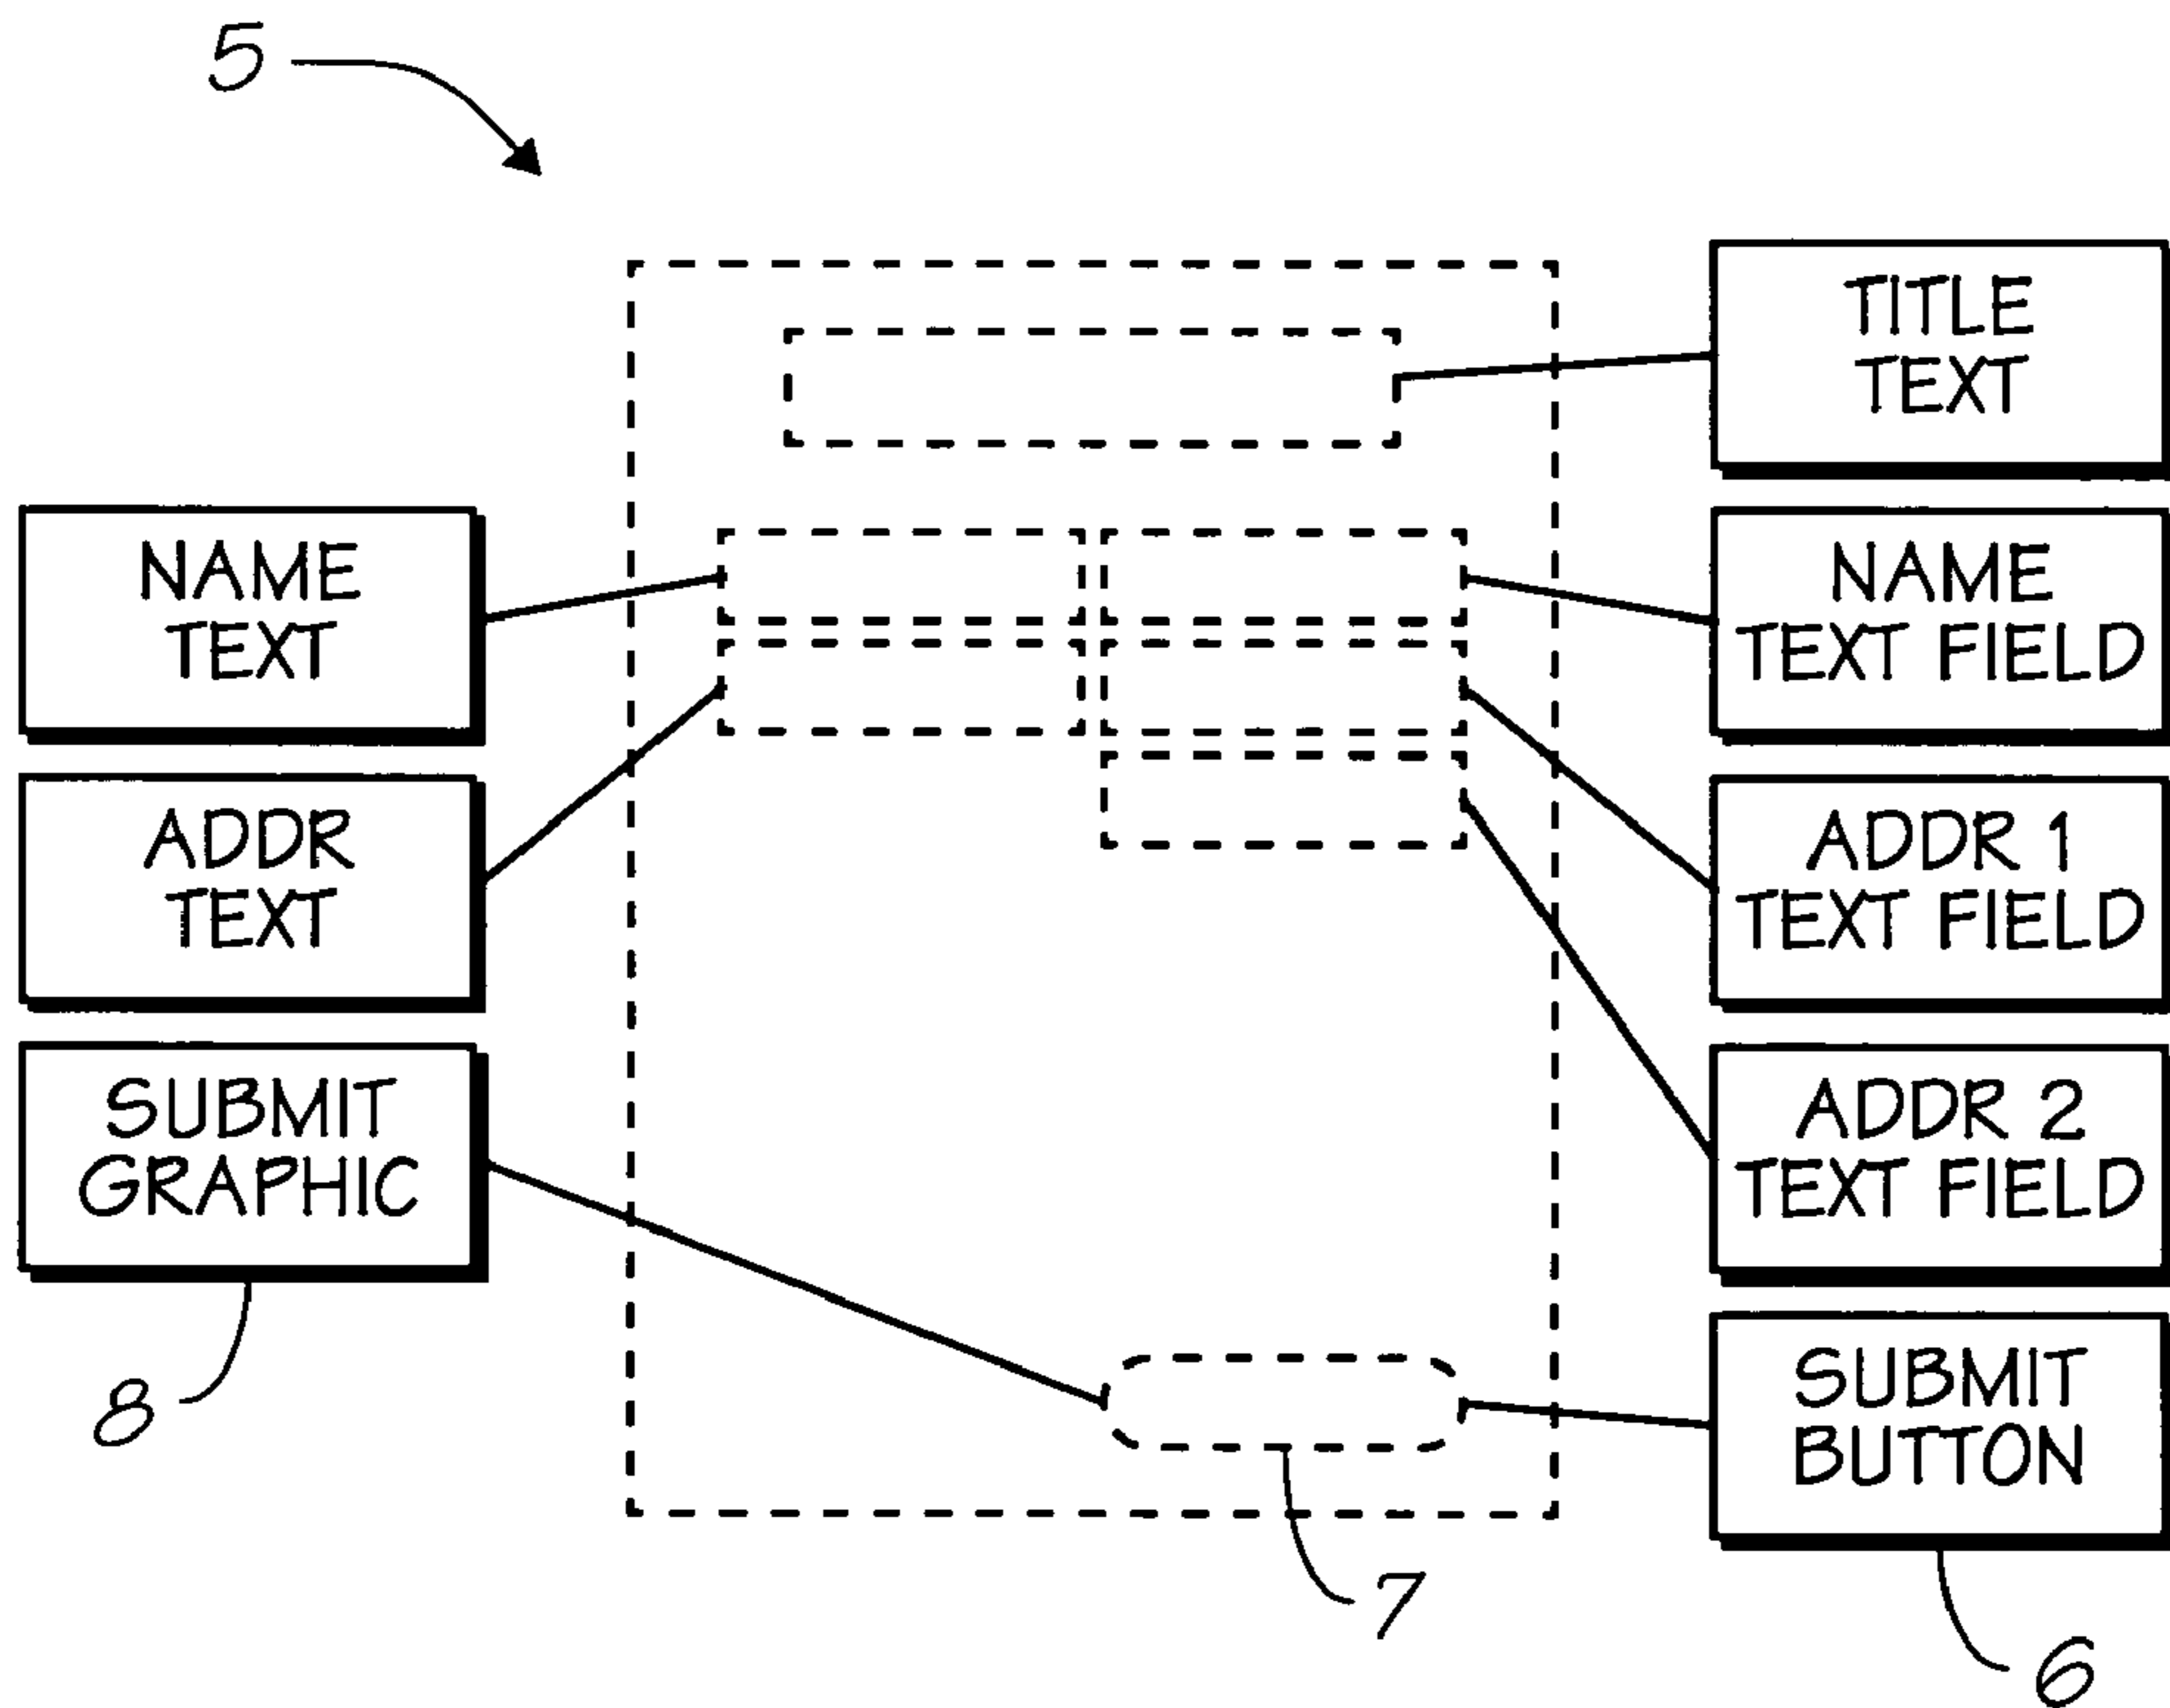 5
TITLE
TEXT
NAME
TEXT
NAME
TEXT FIELD
ADDR
TEXT
ADDR 1
TEXT FIELD
SUBMIT
GRAPHIC
ADDR 2
TEXT FIELD
SUBMIT
BUTTON
8
7
6